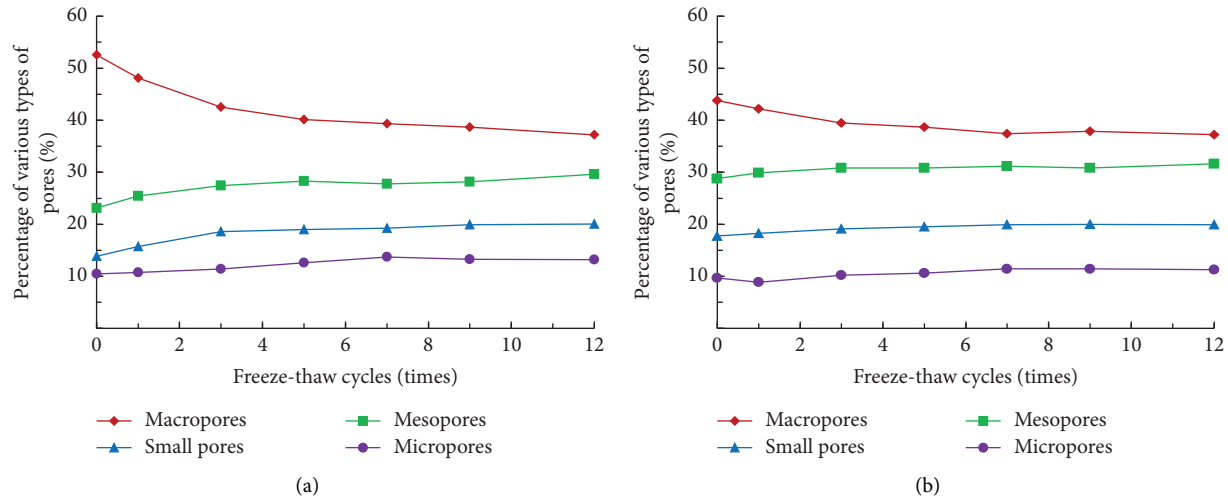 60
50
40
30
20
10
Percentage of various types of
pores (%)
0
2
4
6
8
10
12
Freeze-thaw cycles (times)
Macropores
Mesopores
Small pores
Micropores
(a)
60
50
40
30
20
10
Percentage of various types of
pores (%)
0
2
4
6
8
10
12
Freeze-thaw cycles (times)
Macropores
Mesopores
Small pores
Micropores
(b)